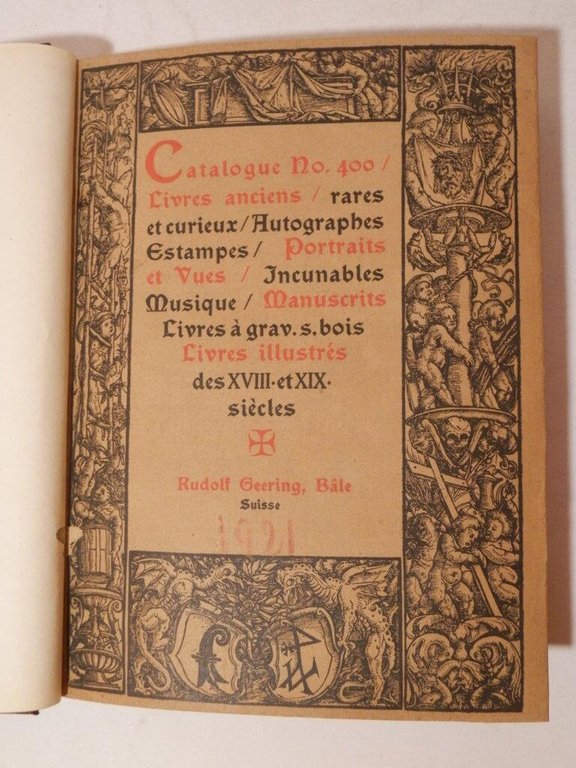 Catalogue No. 400 /
Livres anciens / rares
et curieux / Autographes
Estampes / Portraits
et Vues / Incunables
Musique / Manuscrits
Livres à grav. s. bois
Livres illustrés
des XVIII. et XIX.
siècles
Rudolf Geering, Bâle
Suisse